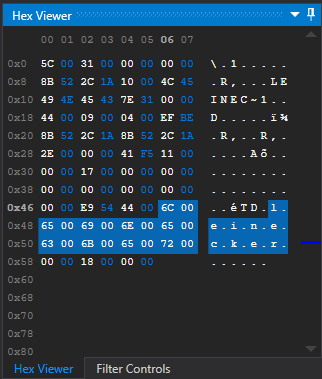 Hex Viewer
00 01 02 03 04 05 06 07
0x0 5C 00 31 00 00 00 00 00 \.1.....
0x8 8B 52 2C 1A 10 00 4C 45 .R,...LE
0x10 49 4E 45 43 7E 31 00 00 INEC~1..
0x18 44 00 09 00 04 00 EF BE D.....ï¾
0x20 8B 52 2C 1A 8B 52 2C 1A .R,..R,.
0x28 2E 00 00 00 41 F5 11 00 ....Aõ..
0x30 00 00 17 00 00 00 00 00 ........
0x38 00 00 00 00 00 00 00 00 ........
0x46 00 00 E9 54 44 00 6C 00 ..éTD.l.
0x48 65 00 69 00 6E 00 65 00 e.i.n.e.
0x50 63 00 6B 00 65 00 72 00 c.k.e.r.
0x58 00 00 18 00 00 00 ......
0x60
0x68
0x70
0x78
0x80
Hex Viewer Filter Controls